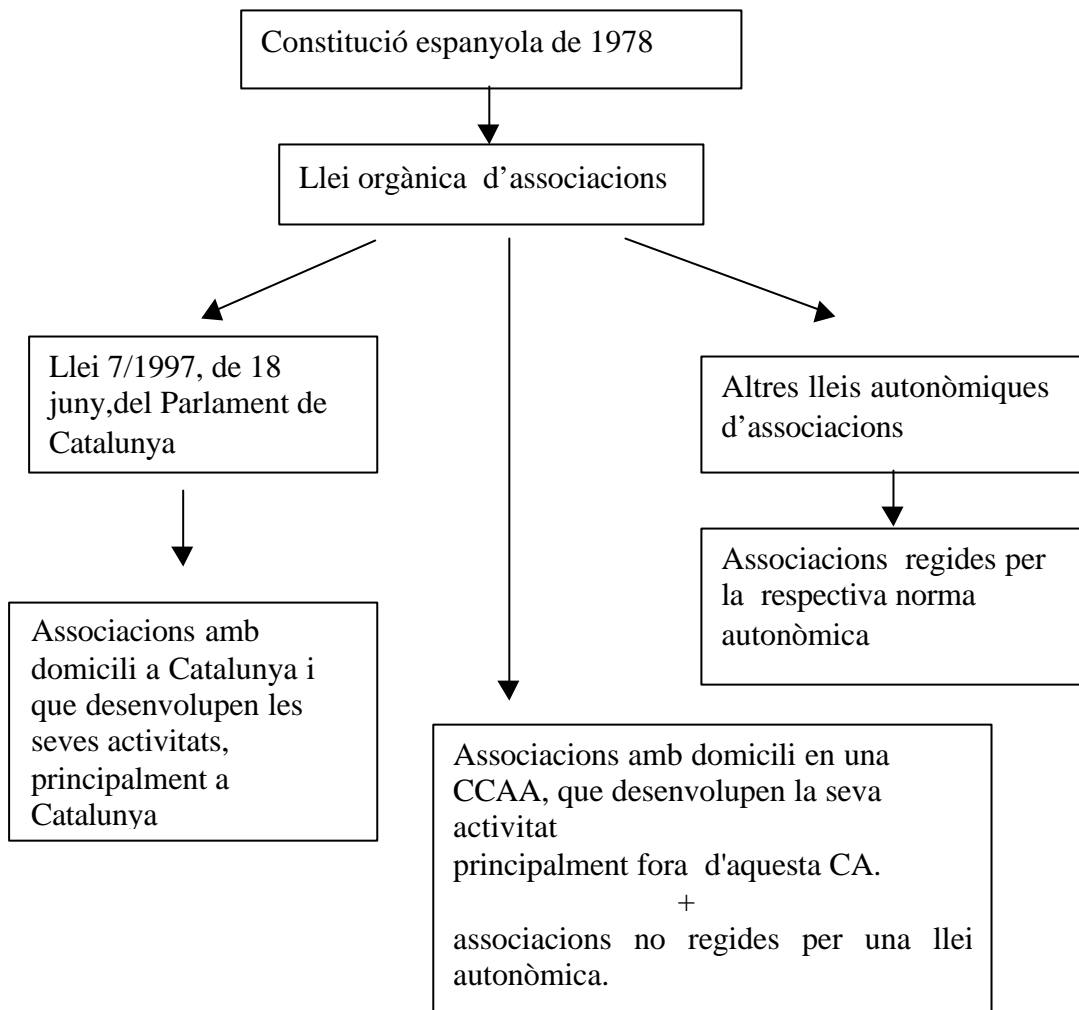 Constitució espanyola de 1978
Llei orgànica d’associacions
Llei 7/1997, de 18
juny,del Parlament de
Catalunya
Altres lleis autonòmiques
d’associacions
Associacions regides per
la respectiva norma
autonòmica
Associacions amb
domicili a Catalunya i
que desenvolupen les
seves activitats,
principalment a
Catalunya
Associacions amb domicili en una
CCAA, que desenvolupen la seva
activitat
principalment fora d'aquesta CA.
+
associacions no regides per una llei
autonòmica.